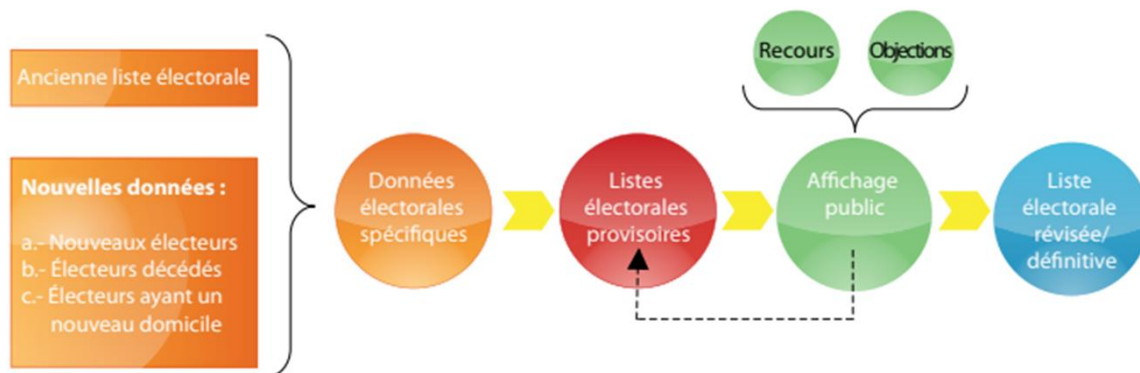 Ancienne liste électorale
Nouvelles données :
a.- Nouveaux électeurs
b.- Électeurs décédés
c.- Électeurs ayant un
nouveau domicile
Données
électorales
spécifiques
Listes
électorales
provisoires
Recours
Objections
Affichage
public
Liste
électorale
révisée/
définitive